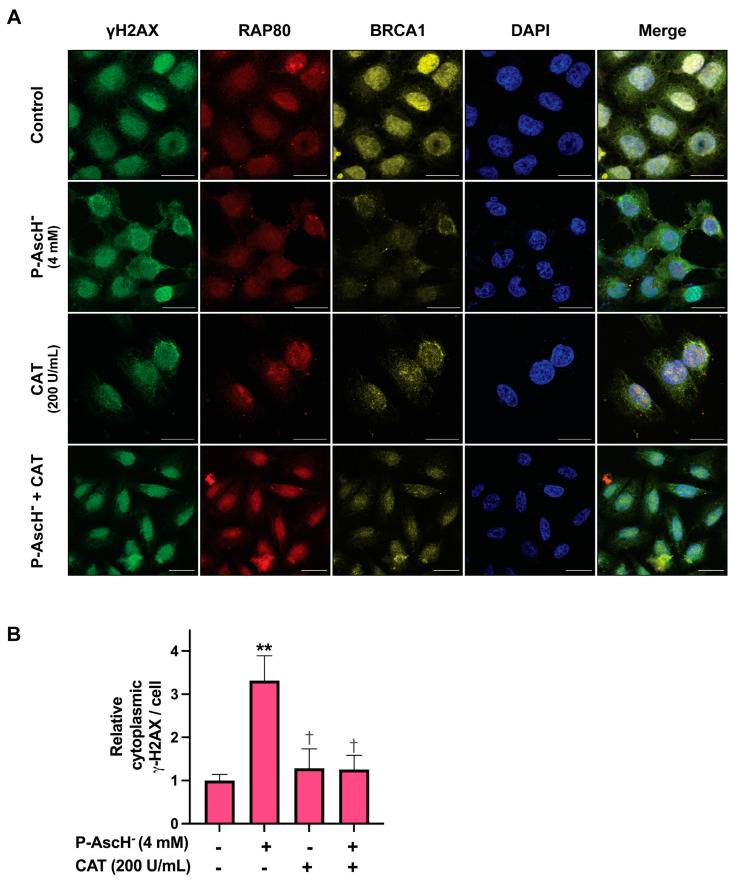 A
γH2AX RAP80 BRCA1 DAPI Merge
Control
P-AscH⁻
(4 mM)
CAT
(200 U/mL)
P-AscH⁻ + CAT
B
Relative
cytoplasmic
γ-H2AX / cell
4
3
2
1
0
**
†
†
P-AscH⁻ (4 mM) - + - +
CAT (200 U/mL) - - + +